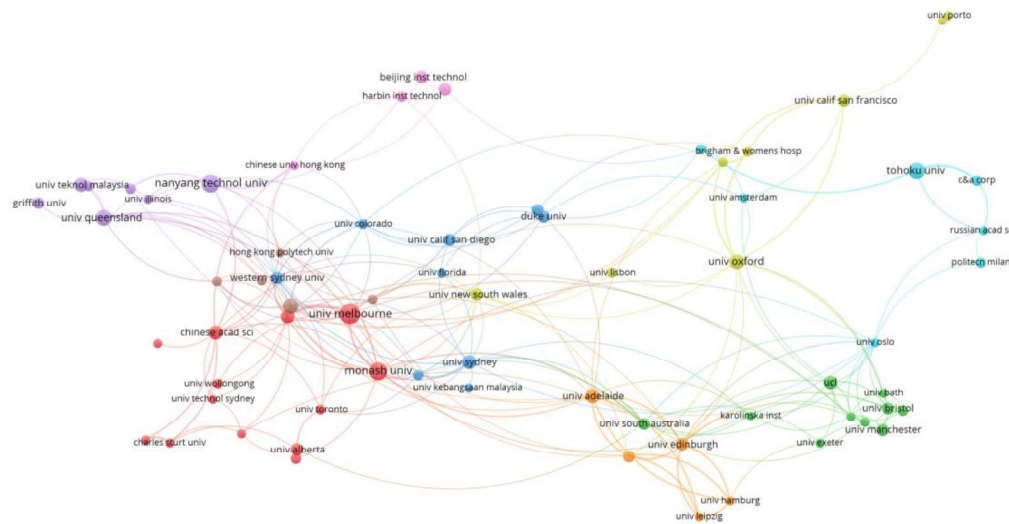 univ porto
beijing inst technol
harbin inst technol
univ calif san francisco
brigham & womens hosp
chinese univ hong kong
tohoku univ
c&a corp
nanyang technol univ
univ teknol malaysia
univ illinois
griffith univ
univ queensland
univ amsterdam
duke univ
univ colorado
russian acad s
univ calif san diego
hong kong polytech univ
univ oxford
politecn milan
western sydney univ
univ florida
univ lisbon
univ new south wales
univ melbourne
chinese acad sci
univ oslo
univ sydney
monash univ
univ kebangsaan malaysia
univ wollongong
univ technol sydney
ucl
univ bath
univ adelaide
univ bristol
univ toronto
karolinska inst
univ south australia
univ manchester
charles sturt univ
univ alberta
univ edinburgh
univ exeter
univ hamburg
univ leipzig